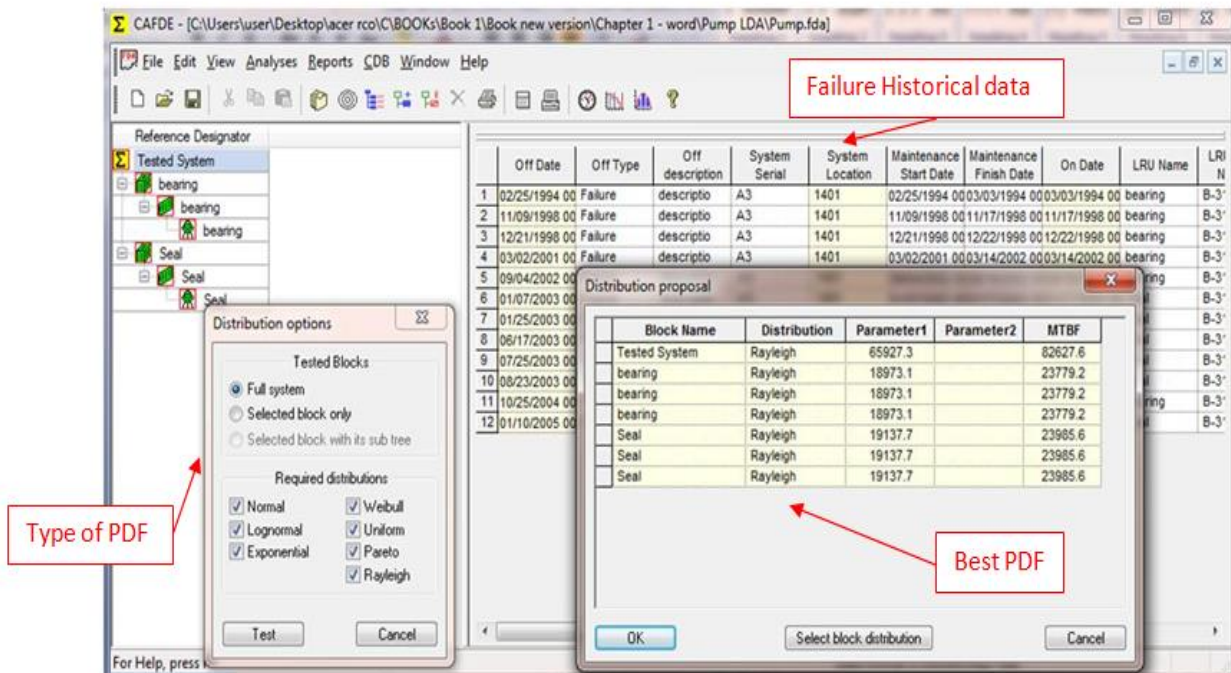 CAFDE - [C:\Users\user\Desktop\acer rco\C\BOOKs\Book 1\Book new version\Chapter 1 - word\Pump LDA\Pump.fda]
File Edit View Analyses Reports CDB Window Help
Failure Historical data
Reference Designator
Tested System
bearing
bearing
bearing
Seal
Seal
Seal
Off Date Off Type Off description System Serial System Location Maintenance Start Date Maintenance Finish Date On Date LRU Name
1 02/25/1994 00 Failure descriptio A3 1401 02/25/1994 00 03/03/1994 00 03/03/1994 00 bearing B-3
2 11/09/1998 00 Failure descriptio A3 1401 11/09/1998 00 11/17/1998 00 11/17/1998 00 bearing B-3
3 12/21/1998 00 Failure descriptio A3 1401 12/21/1998 00 12/22/1998 00 12/22/1998 00 bearing B-3
4 03/02/2001 00 Failure descriptio A3 1401 03/02/2001 00 03/14/2002 00 03/14/2002 00 bearing B-3
5 09/04/2002 00 B-3
6 01/07/2003 00 B-3
7 01/25/2003 00 B-3
8 06/17/2003 00 B-3
9 07/25/2003 00 B-3
10 08/23/2003 00 B-3
11 10/25/2004 00 B-3
12 01/10/2005 00 B-3
Distribution options
Tested Blocks
Full system
Selected block only
Selected block with its sub tree
Required distributions
Normal Weibull
Lognormal Uniform
Exponential Pareto
Rayleigh
Test Cancel
Type of PDF
Distribution proposal
Block Name Distribution Parameter1 Parameter2 MTBF
Tested System Rayleigh 65927.3 82627.6
bearing Rayleigh 18973.1 23779.2
bearing Rayleigh 18973.1 23779.2
bearing Rayleigh 18973.1 23779.2
Seal Rayleigh 19137.7 23985.6
Seal Rayleigh 19137.7 23985.6
Seal Rayleigh 19137.7 23985.6
Best PDF
OK Select block distribution Cancel
For Help, press